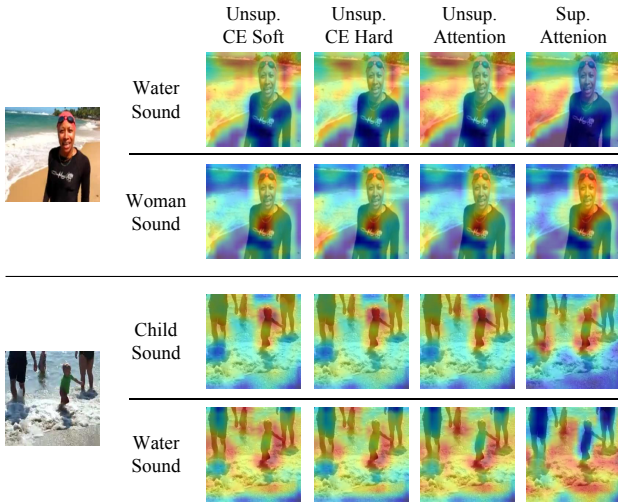 Unsup. Unsup. Unsup. Sup.
CE Soft CE Hard Attention Attenion
Water
Sound
Woman
Sound
Child
Sound
Water
Sound